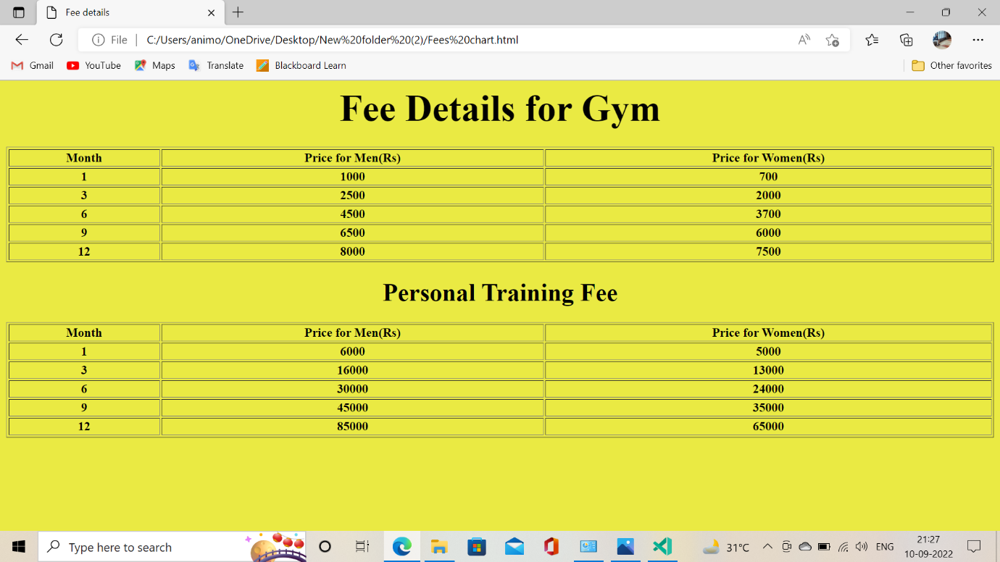 Fee details
File
C:/Users/animo/OneDrive/Desktop/New%20folder%20(2)/Fees%20chart.html
Gmail YouTube Maps Translate Blackboard Learn Other favorites
Fee Details for Gym
Month Price for Men(Rs) Price for Women(Rs)
1 1000 700
3 2500 2000
6 4500 3700
9 6500 6000
12 8000 7500
Personal Training Fee
Month Price for Men(Rs) Price for Women(Rs)
1 6000 5000
3 16000 13000
6 30000 24000
9 45000 35000
12 85000 65000
Type here to search
31°C
ENG
21:27
10-09-2022